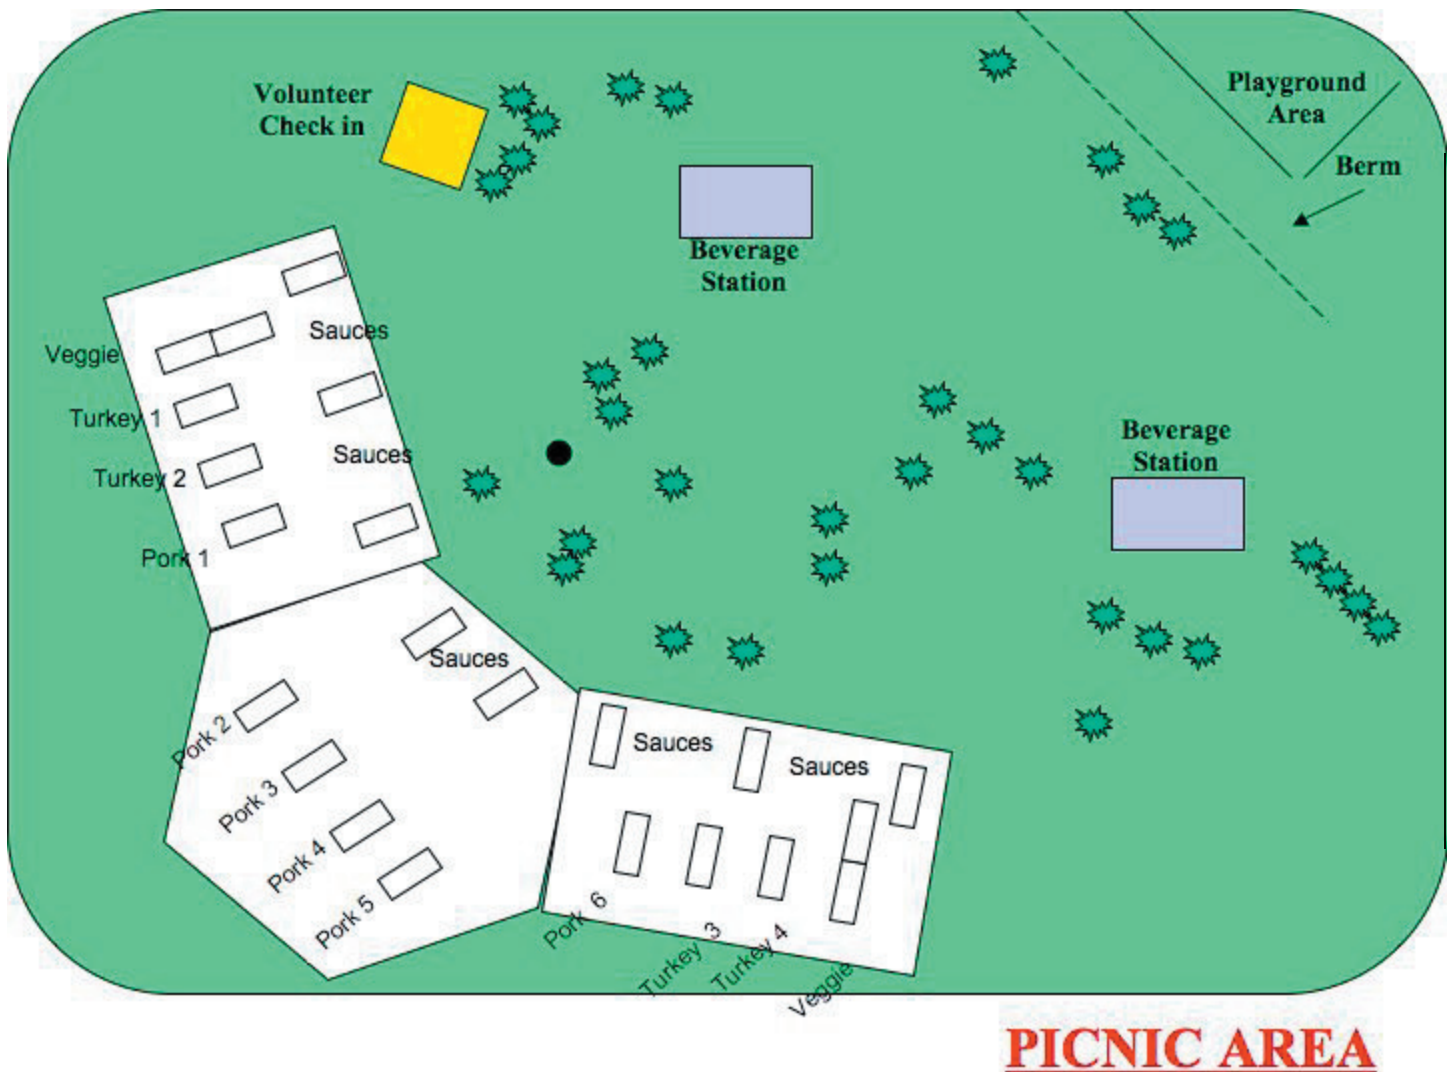 Volunteer
Check in
Playground
Area
Berm
Beverage
Station
Sauces
Veggie
Turkey 1
Sauces
Turkey 2
Pork 1
Beverage
Station
Sauces
Pork 2
Pork 3
Pork 4
Pork 5
Sauces
Sauces
Pork 6
Turkey 3
Turkey 4
Veggie
PICNIC AREA